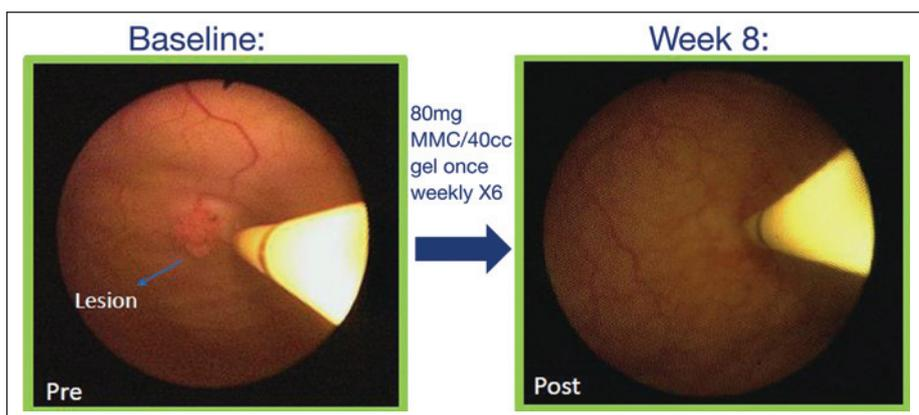 Baseline:
Week 8:
80mg
MMC/40cc
gel once
weekly X6
Lesion
Pre
Post